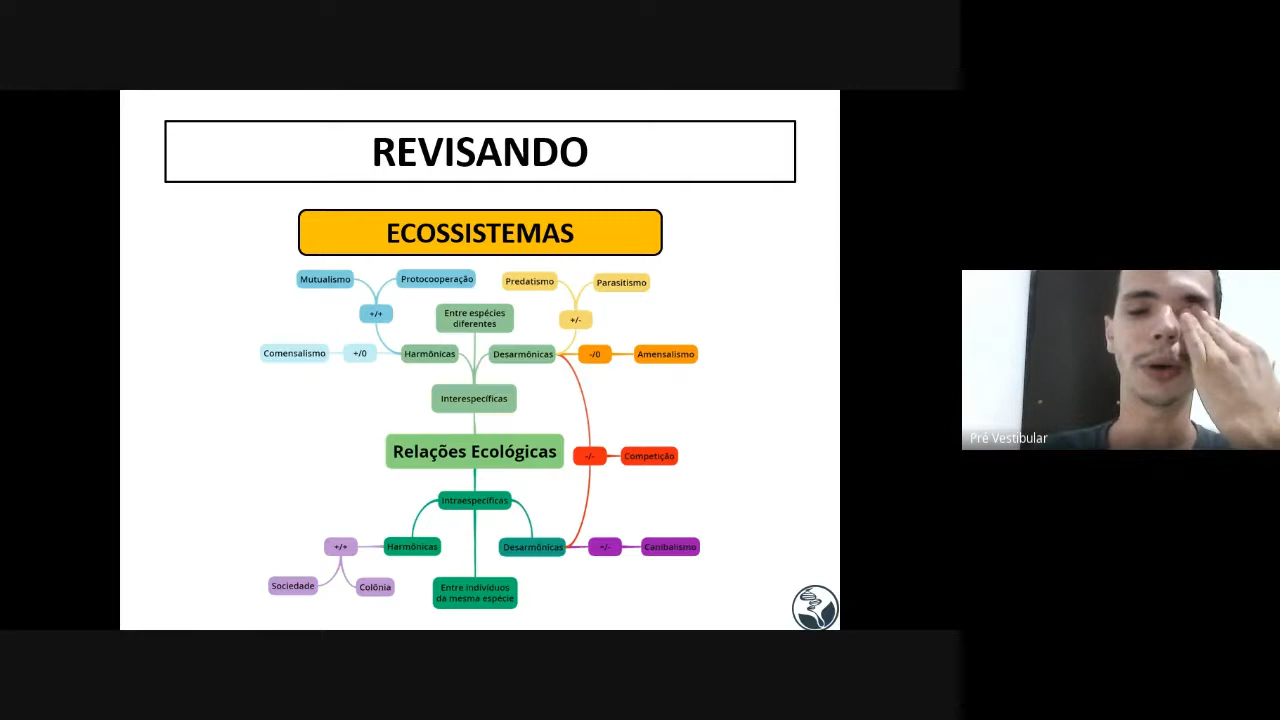 REVISANDO
ECOSSISTEMAS
Mutualismo
Protocooperação
Predatismo
Parasitismo
+/+
Entre espécies
diferentes
+/-
Comensalismo
+/0
Harmônicas
Desarmônicas
-/0
Amensalismo
Interespecíficas
Relações Ecológicas
-/-
Competição
Intraespecíficas
+/+
Harmônicas
Desarmônicas
+/-
Canibalismo
Sociedade
Colônia
Entre indivíduos
da mesma espécie
Pré Vestibular